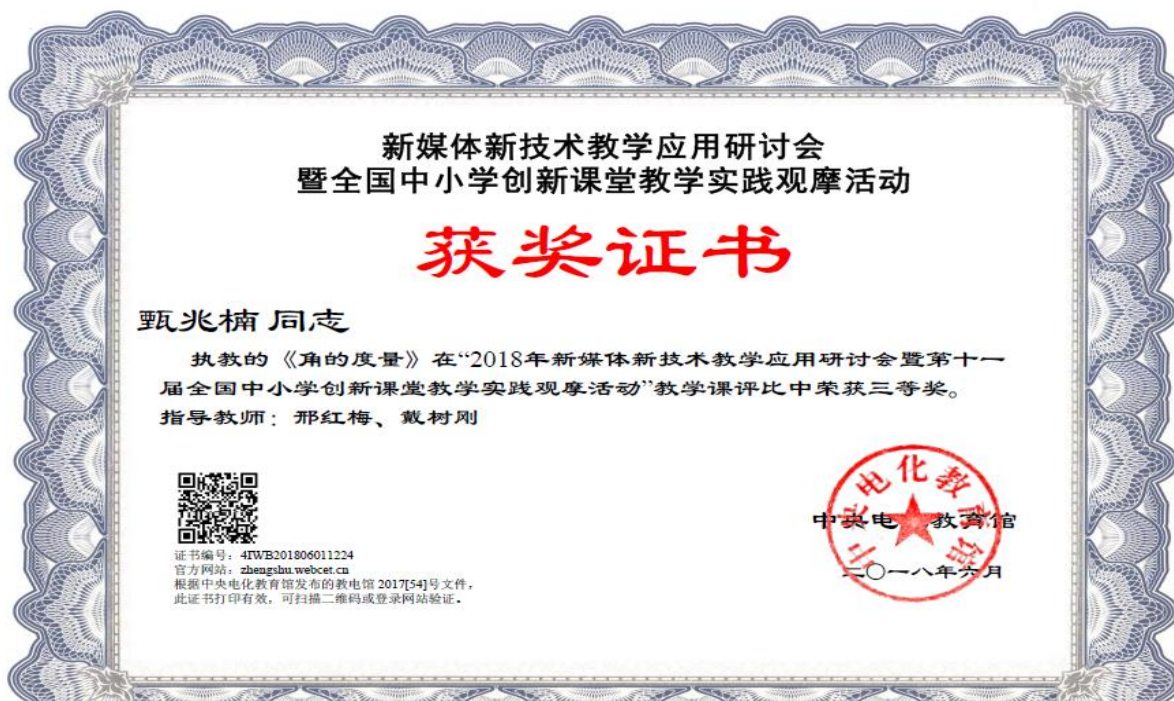 新媒体新技术教学应用研讨会
暨全国中小学创新课堂教学实践观摩活动
获奖证书
甄兆楠 同志
执教的《角的度量》在“2018年新媒体新技术教学应用研讨会暨第十一
届全国中小学创新课堂教学实践观摩活动”教学课评比中荣获三等奖。
指导教师：邢红梅、戴树刚
证书编号：4IWB201806011224
官方网站：zhengshu.webcet.cn
根据中央电化教育馆发布的教电馆 2017[54]号文件，
此证书打印有效，可扫描二维码或登录网站验证。
中央电化教育馆
中央电化教育馆
二〇一八年六月